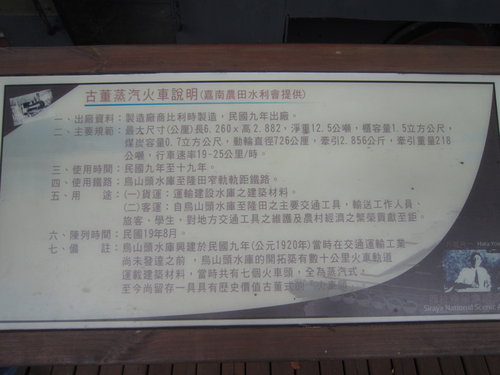 古董蒸汽火車說明(嘉南農田水利會提供)
一、出廠資料：製造廠商比利時製造，民國九年出廠。
二、主要規範：最大尺寸(公厘)長6.260x高2.882，淨重12.5公噸，櫃容量1.5立方公尺，
煤炭容量0.7立方公尺，動輪直徑726公厘，牽引2.856公斤，牽引重量218
公噸，行車速率19-25公里/時。
三、使用時間：民國九年至十九年。
四、使用鐵路：烏山頭水庫至隆田窄軌軌距鐵路。
五、用　途：(一)貨運：運輸建設水庫之建築材料。
(二)客運：自烏山頭水庫至隆田之主要交通工具，輸送工作人員、
旅客、學生，對地方交通工具之維護及農村經濟之繁榮貢獻至鉅。
六、陳列時間：民國19年8月。
七、備　註：烏山頭水庫興建於民國九年(公元1920年)當時在交通運輸工業
尚未發達之前，烏山頭水庫的開拓築有數十公里火車軌道
運載建築材料，當時共有七個火車頭，全為蒸汽式，
至今尚留存一具具有歷史價值古董式的火車頭
Siraya National Scenic